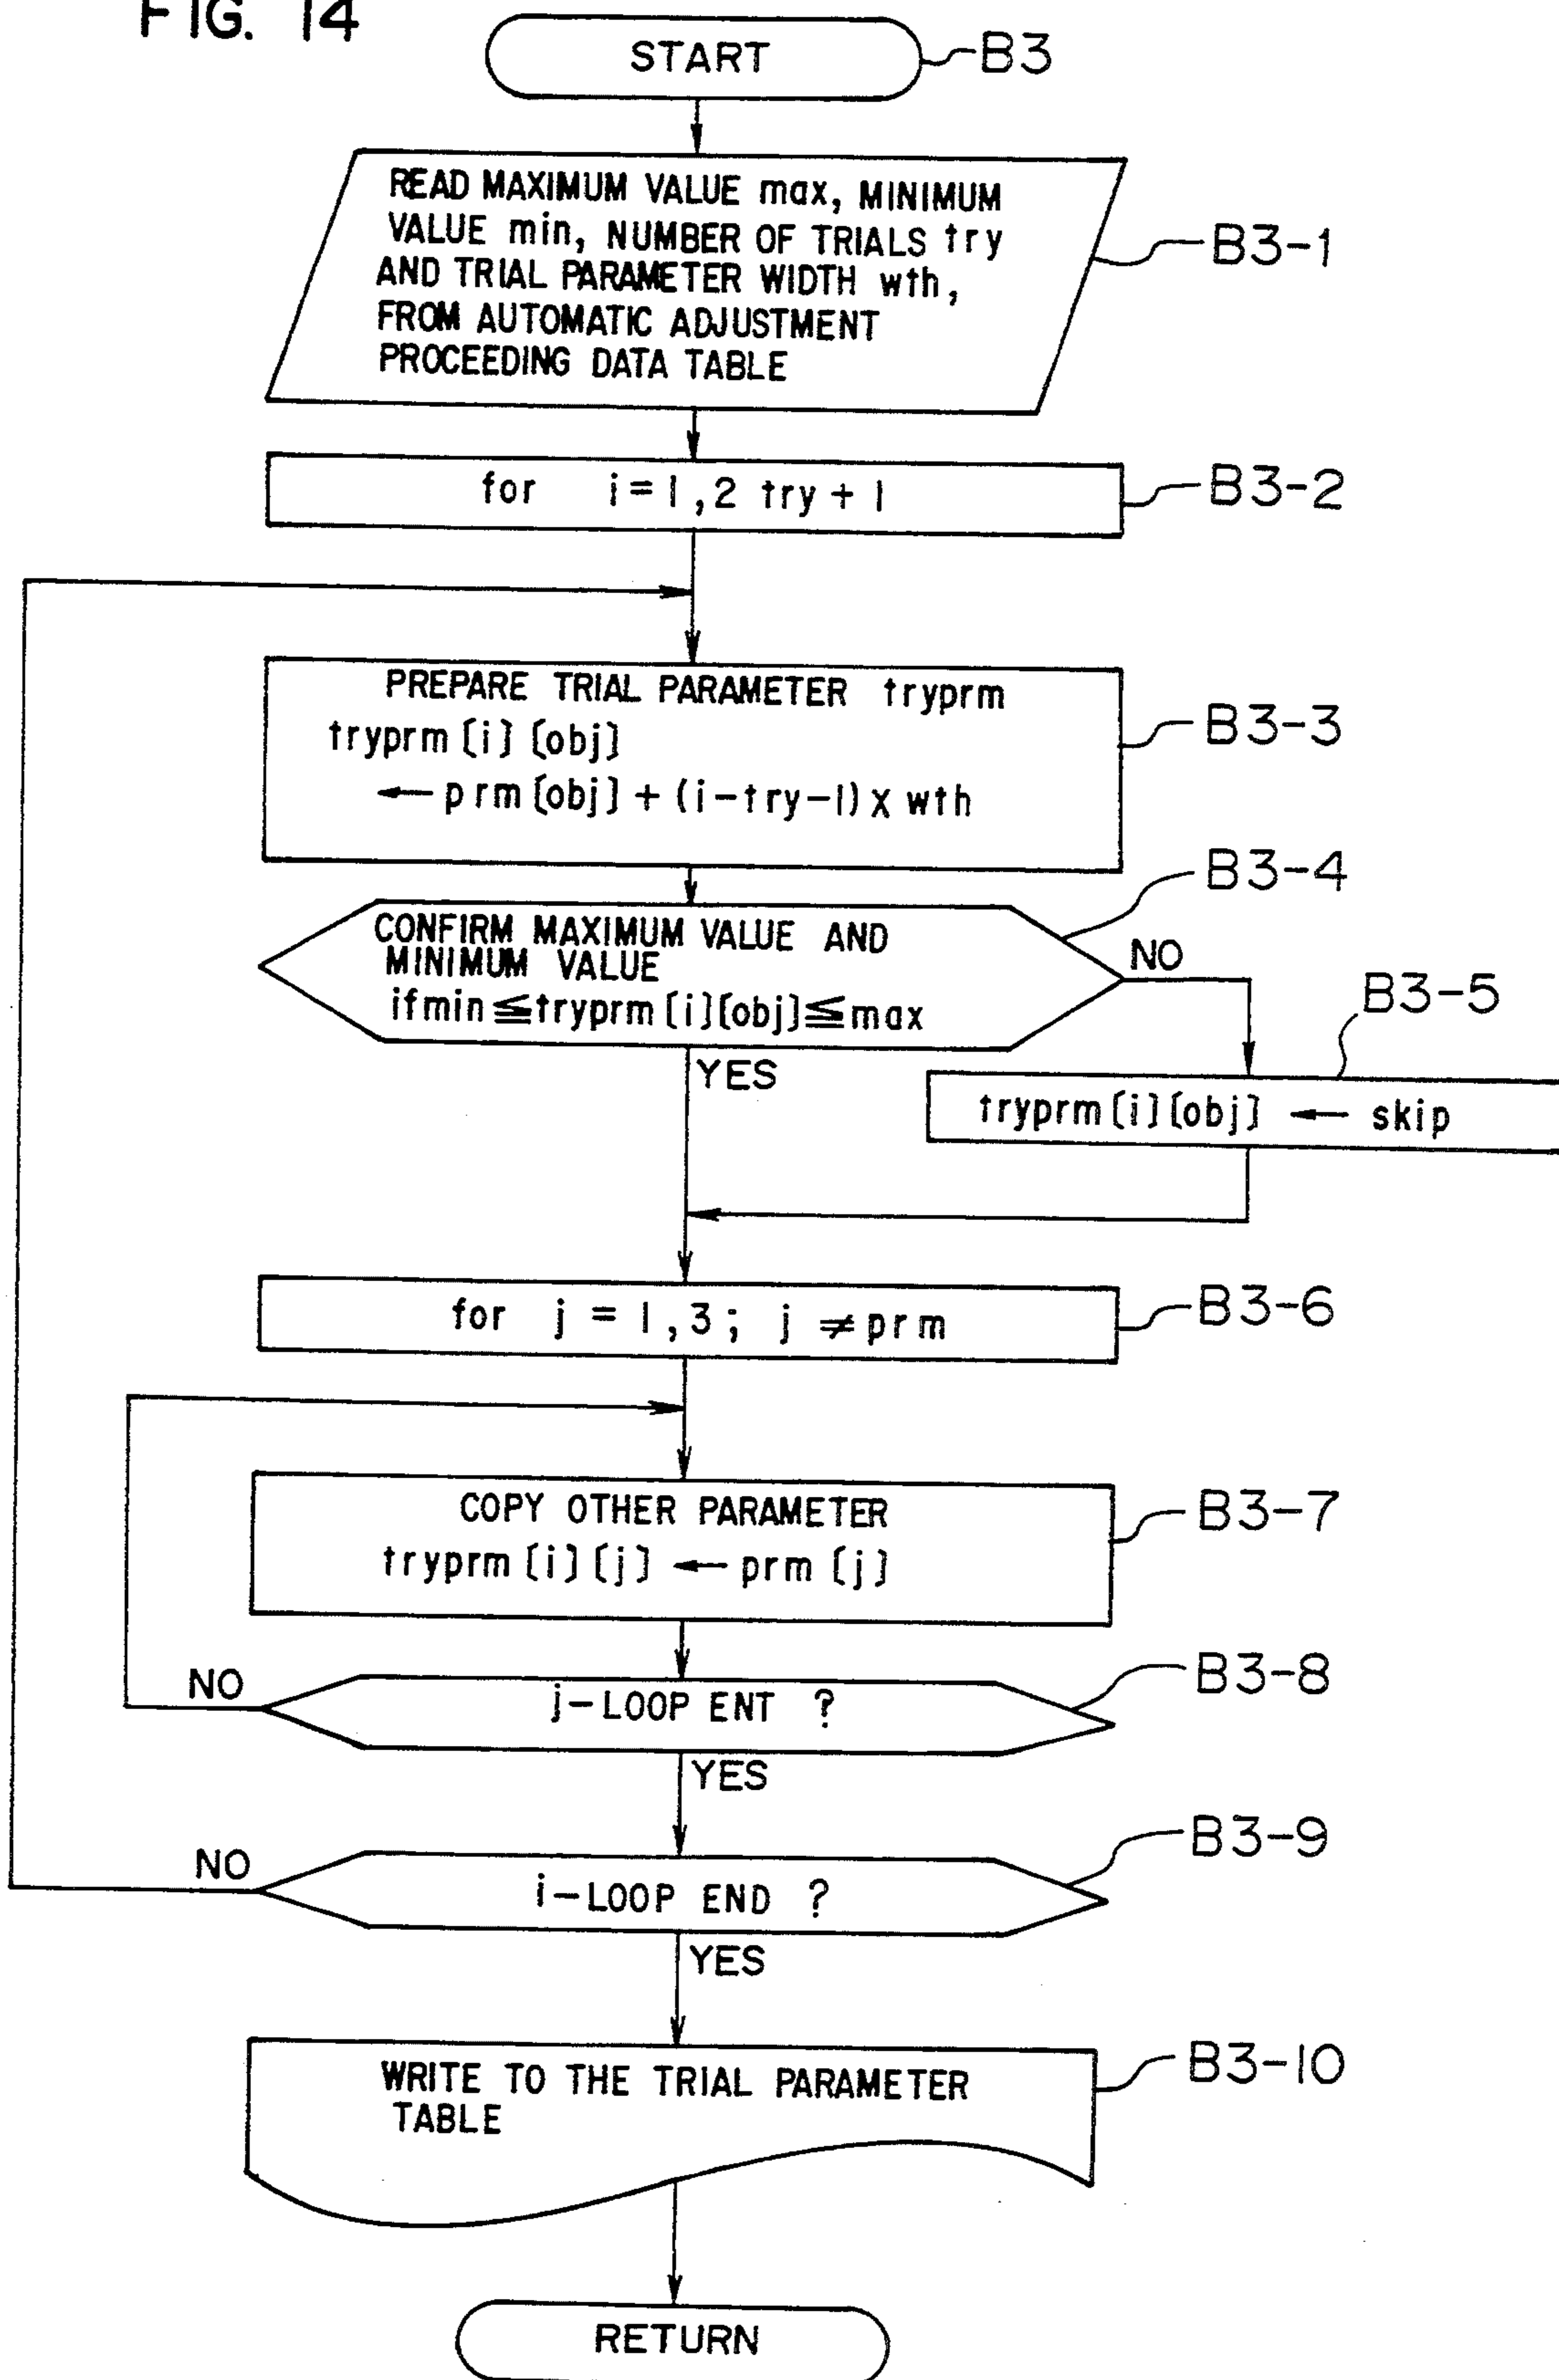 FIG. 14
START
B3
READ MAXIMUM VALUE max, MINIMUM
VALUE min, NUMBER OF TRIALS try
AND TRIAL PARAMETER WIDTH wth,
FROM AUTOMATIC ADJUSTMENT
PROCEEDING DATA TABLE
B3-1
for i=1,2 try+1
B3-2
PREPARE TRIAL PARAMETER tryprm
tryprm [i] [obj]
← prm [obj] + (i-try-1) x wth
B3-3
B3-4
CONFIRM MAXIMUM VALUE AND
MINIMUM VALUE
ifmin ≦ tryprm [i] [obj] ≦ max
NO
YES
B3-5
tryprm [i] [obj] ← skip
for j = 1,3; j ≠ prm
B3-6
COPY OTHER PARAMETER
tryprm [i] [j] ← prm [j]
B3-7
NO
j-LOOP ENT ?
B3-8
YES
B3-9
NO
i-LOOP END ?
YES
WRITE TO THE TRIAL PARAMETER
TABLE
B3-10
RETURN